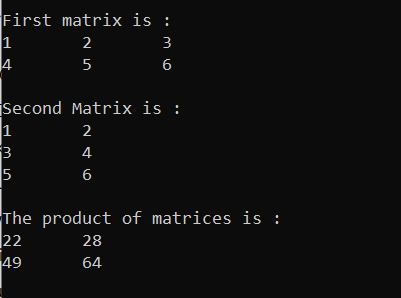 First matrix is :
1 2 3
4 5 6
Second Matrix is :
1 2
3 4
5 6
The product of matrices is :
22 28
49 64